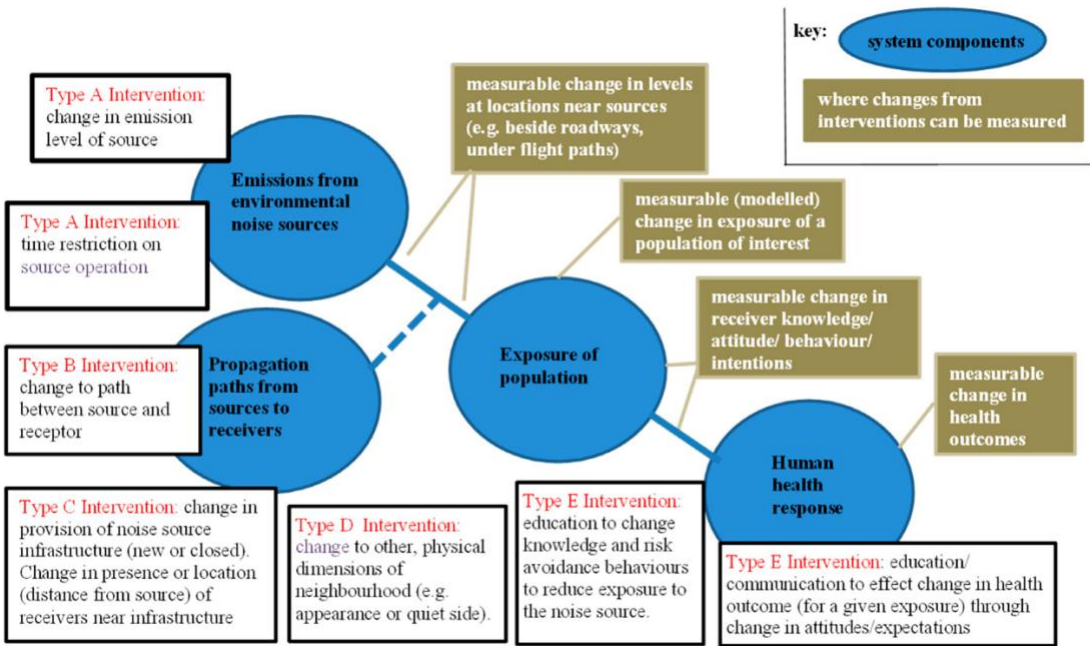 key:
system components
where changes from
interventions can be measured
Type A Intervention:
change in emission
level of source
Emissions from
environmental
noise sources
measurable change in levels
at locations near sources
(e.g. beside roadways,
under flight paths)
measurable (modelled)
change in exposure of a
population of interest
Type A Intervention:
time restriction on
source operation
measurable change in
receiver knowledge/
attitude/ behaviour/
intentions
Type B Intervention:
change to path
between source and
receptor
Propagation
paths from
sources to
receivers
Exposure of
population
measurable
change in
health
outcomes
Human
health
response
Type C Intervention: change in
provision of noise source
infrastructure (new or closed).
Change in presence or location
(distance from source) of
receivers near infrastructure
Type D Intervention:
change to other, physical
dimensions of
neighbourhood (e.g.
appearance or quiet side).
Type E Intervention:
education to change
knowledge and risk
avoidance behaviours
to reduce exposure to
the noise source.
Type E Intervention: education/
communication to effect change in health
outcome (for a given exposure) through
change in attitudes/expectations